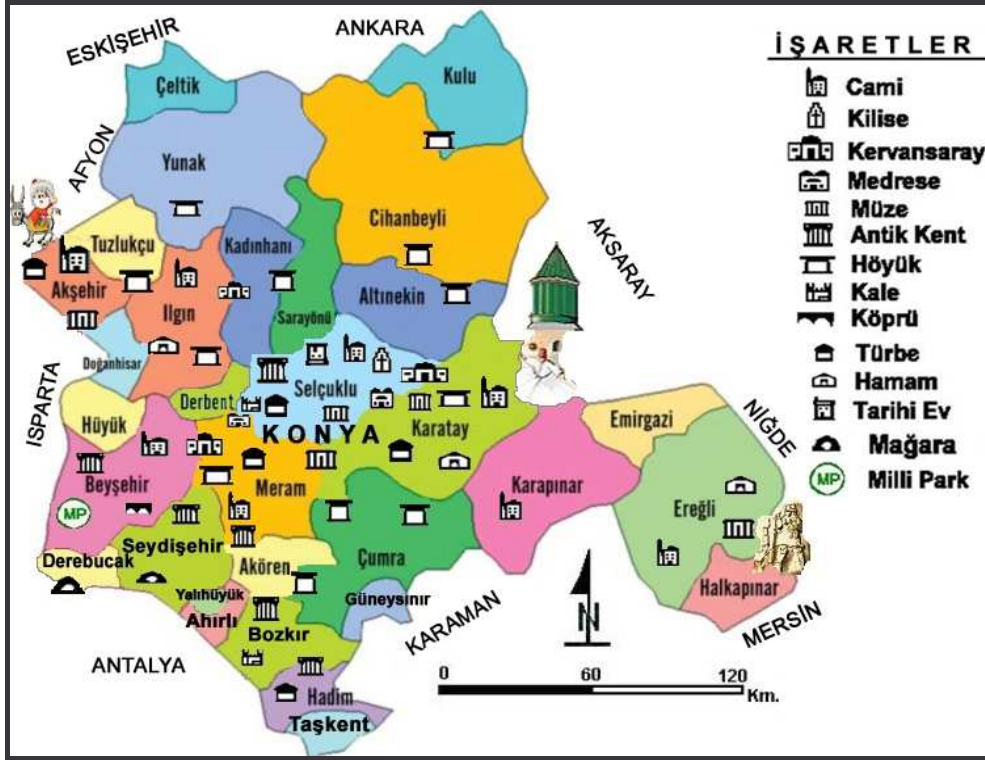 ESKİŞEHİR
ANKARA
AFYON
AKSARAY
ISPARTA
NİĞDE
ANTALYA
KARAMAN
MERSİN
Çeltik
Kulu
Yunak
Cihanbeyli
Tuzlukçu
Kadınhanı
Akşehir
Ilgın
Sarayönü
Altınekin
Doğanhisar
Derbent
Selçuklu
Hüyük
KONYA
Karatay
Emirgazi
Beyşehir
Meram
Karapınar
Ereğli
MP
Seydişehir
Derebucak
Akören
Çumra
Halkapınar
Yalıhüyük
Güneysınır
Ahırlı
Bozkır
Hadim
Taşkent
N
0 60 120
Km.
İŞARETLER
Cami
Kilise
Kervansaray
Medrese
Müze
Antik Kent
Höyük
Kale
Köprü
Türbe
Hamam
Tarihi Ev
Mağara
MP Milli Park